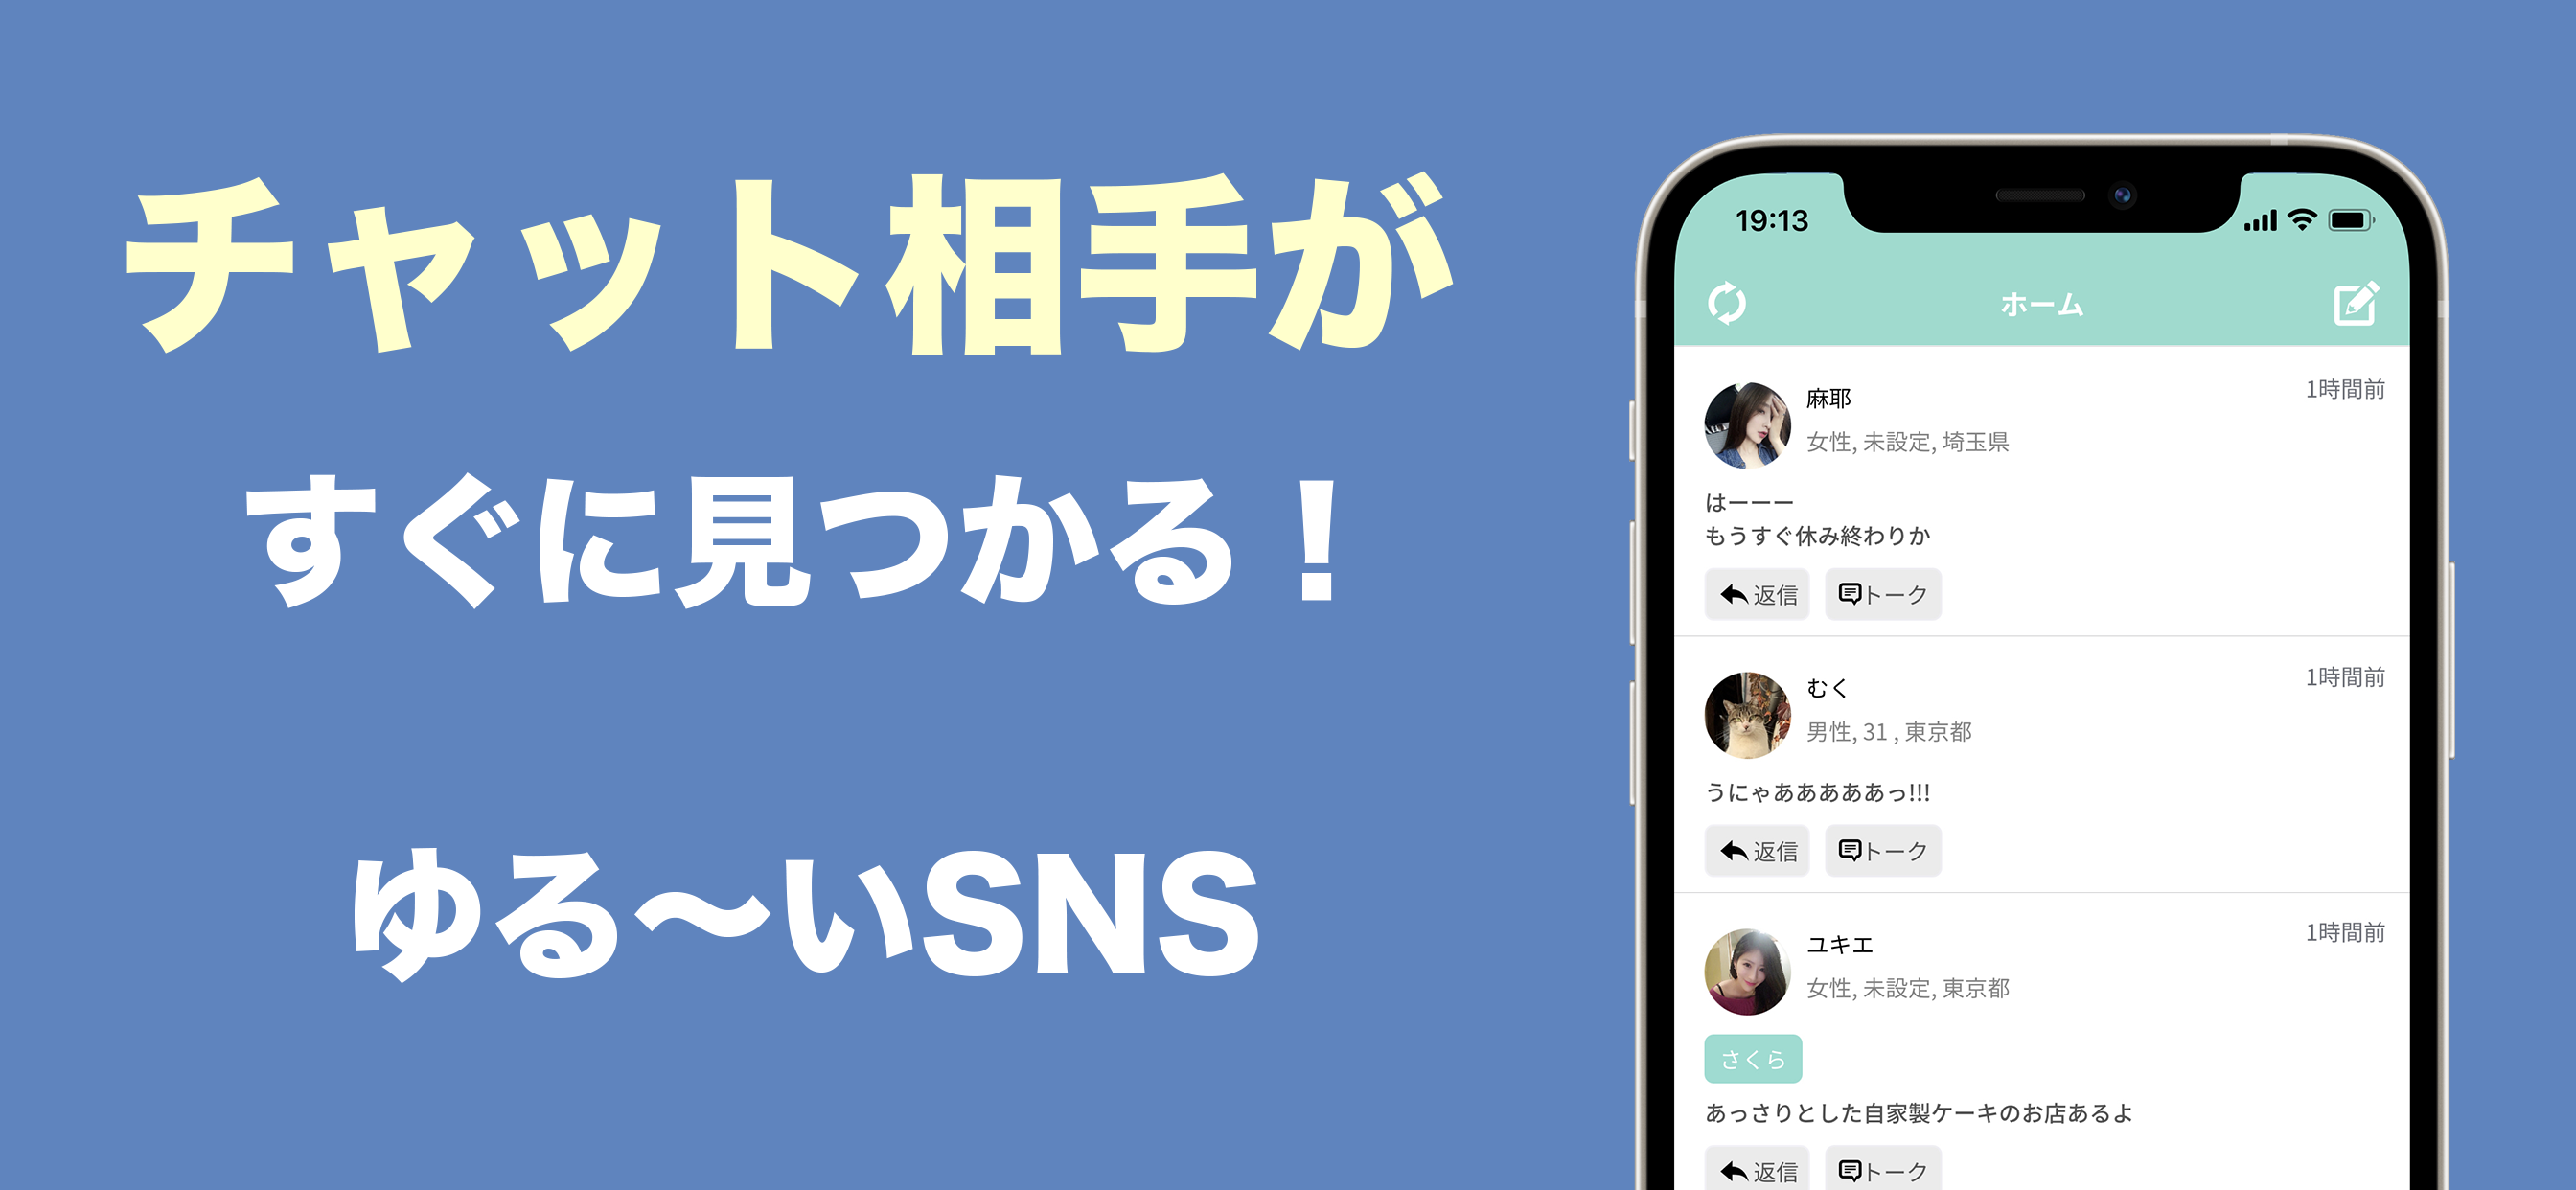 チャット相手が
すぐに見つかる！
ゆる～いSNS
19:13
ホーム
麻耶
1時間前
女性, 未設定, 埼玉県
はーーー
もうすぐ休み終わりか
返信 トーク
むく
1時間前
男性, 31 , 東京都
うにゃあああああっ!!!
返信 トーク
ユキエ
1時間前
女性, 未設定, 東京都
さくら
あっさりとした自家製ケーキのお店あるよ
返信 トーク